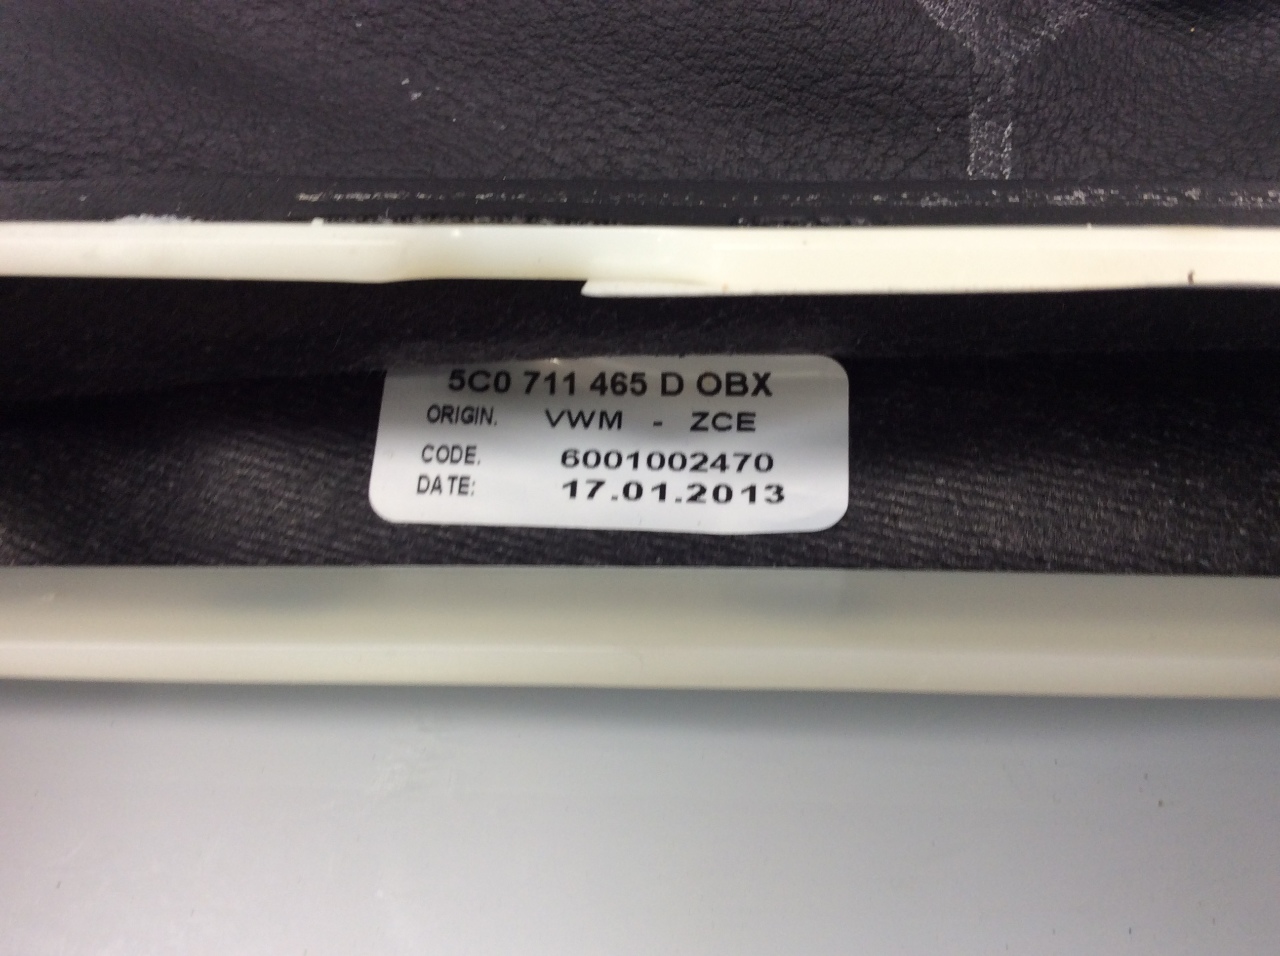 5C0 711 465 D OBX
ORIGIN. VWM - ZCE
CODE. 6001002470
DATE: 17.01.2013